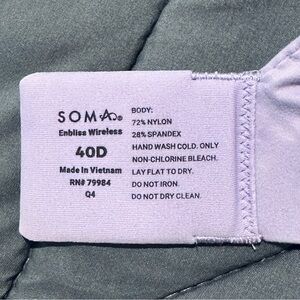 SOMA®
Enbliss Wireless
40D
Made in Vietnam
RN# 79984
Q4
BODY:
72% NYLON
28% SPANDEX
HAND WASH COLD. ONLY
NON-CHLORINE BLEACH.
LAY FLAT TO DRY.
DO NOT IRON.
DO NOT DRY CLEAN.